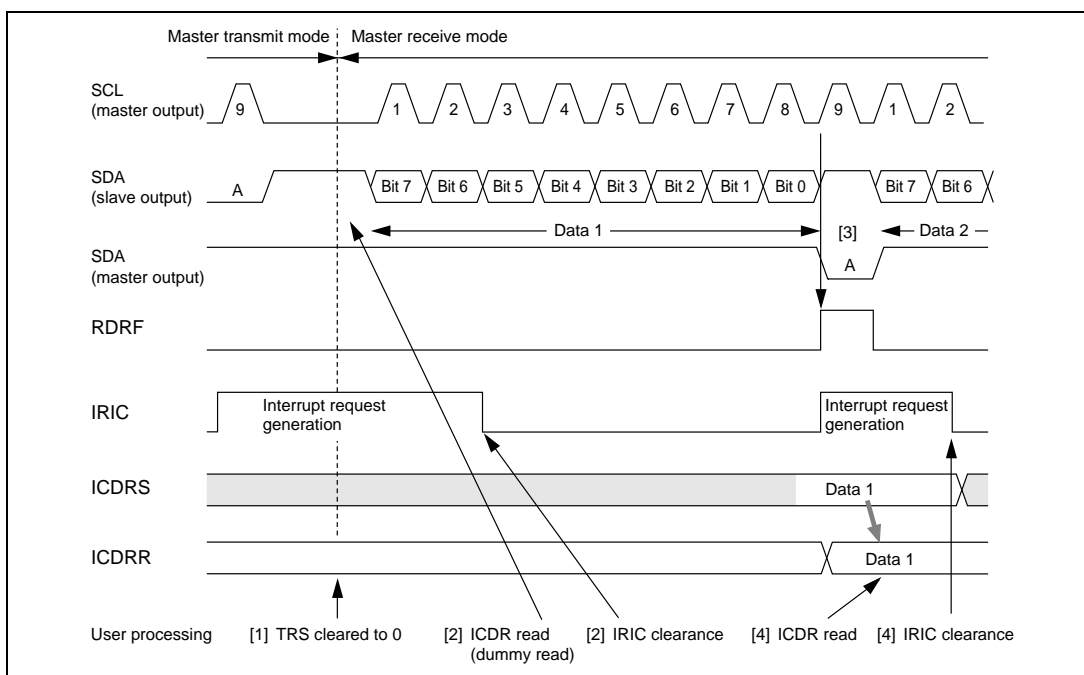 Master transmit mode Master receive mode
SCL
(master output)
9 1 2 3 4 5 6 7 8 9 1 2
SDA
(slave output)
A Bit 7 Bit 6 Bit 5 Bit 4 Bit 3 Bit 2 Bit 1 Bit 0 Bit 7 Bit 6
Data 1 [3] Data 2
SDA
(master output)
A
RDRF
IRIC
Interrupt request
generation
Interrupt request
generation
ICDRS
Data 1
ICDRR
Data 1
User processing [1] TRS cleared to 0 [2] ICDR read
(dummy read)
[2] IRIC clearance [4] ICDR read [4] IRIC clearance